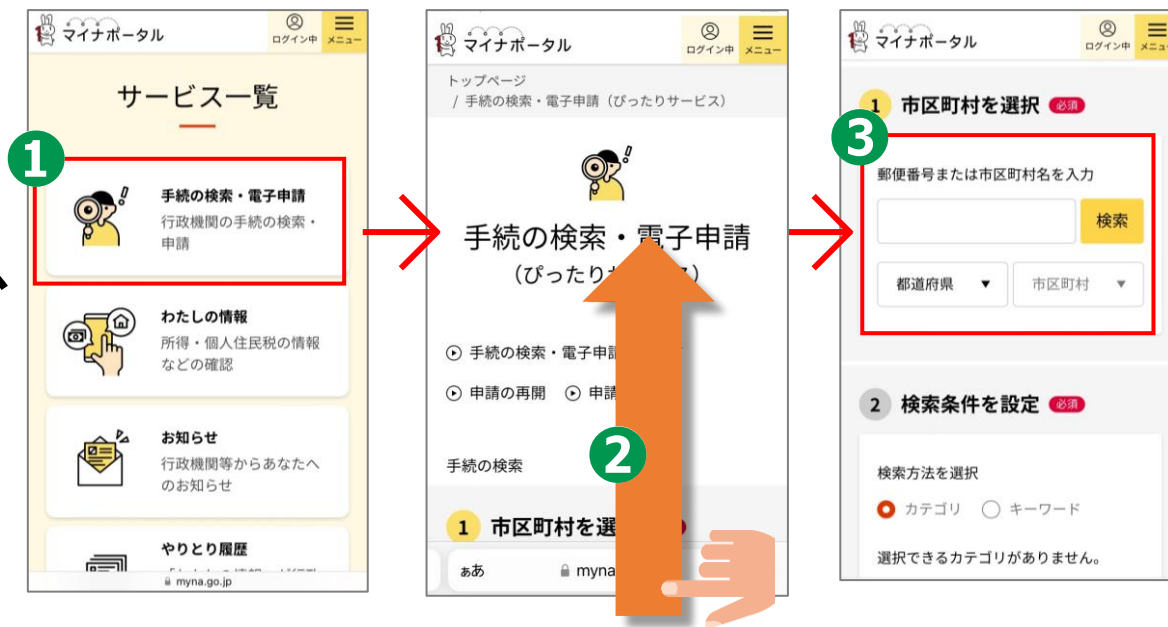 マイナポータル
ログイン中
メニュー
サービス一覧
1
手続の検索・電子申請
行政機関の手続の検索・
申請
わたしの情報
所得・個人住民税の情報
などの確認
お知らせ
行政機関等からあなたへ
のお知らせ
やりとり履歴
myna.go.jp
マイナポータル
ログイン中
メニュー
トップページ
/ 手続の検索・電子申請（ぴったりサービス）
手続の検索・電子申請
（ぴったり
手続の検索・電子申
申請の再開
申請
2
手続の検索
1 市区町村を選
ぁあ
myna
マイナポータル
ログイン中
メニュー
1 市区町村を選択 必須
3
郵便番号または市区町村名を入力
検索
都道府県 ▼
市区町村 ▼
2 検索条件を設定 必須
検索方法を選択
カテゴリ
キーワード
選択できるカテゴリがありません。